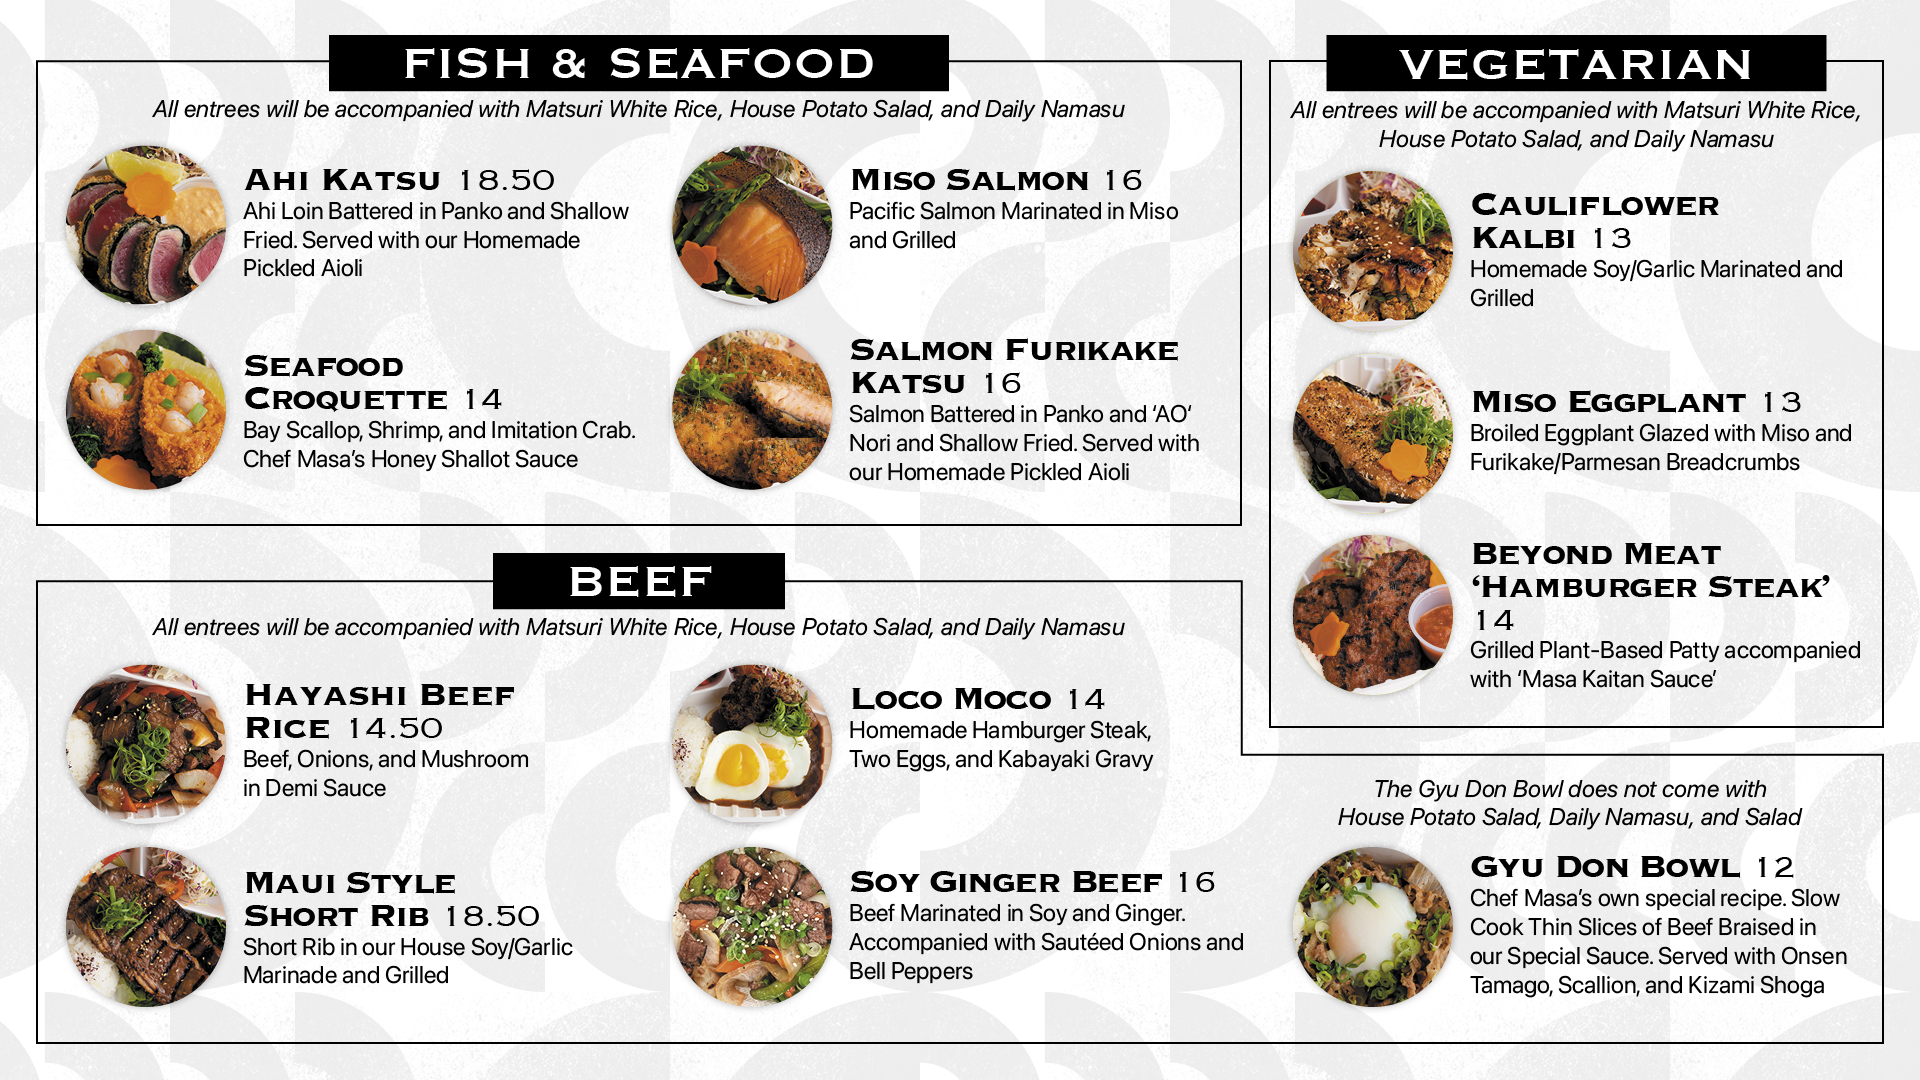 FISH & SEAFOOD
All entrees will be accompanied with Matsuri White Rice, House Potato Salad, and Daily Namasu
AHI KATSU 18.50
Ahi Loin Battered in Panko and Shallow
Fried. Served with our Homemade
Pickled Aioli
MISO SALMON 16
Pacific Salmon Marinated in Miso
and Grilled
SEAFOOD
CROQUETTE 14
Bay Scallop, Shrimp, and Imitation Crab.
Chef Masa's Honey Shallot Sauce
SALMON FURIKAKE
KATSU 16
Salmon Battered in Panko and ‘AO‘
Nori and Shallow Fried. Served with
our Homemade Pickled Aioli
VEGETARIAN
All entrees will be accompanied with Matsuri White Rice,
House Potato Salad, and Daily Namasu
CAULIFLOWER
KALBI 13
Homemade Soy/Garlic Marinated and
Grilled
MISO EGGPLANT 13
Broiled Eggplant Glazed with Miso and
Furikake/Parmesan Breadcrumbs
BEYOND MEAT
‘HAMBURGER STEAK’
14
Grilled Plant-Based Patty accompanied
with ‘Masa Kaitan Sauce’
BEEF
All entrees will be accompanied with Matsuri White Rice, House Potato Salad, and Daily Namasu
HAYASHI BEEF
RICE 14.50
Beef, Onions, and Mushroom
in Demi Sauce
LOCO MOCO 14
Homemade Hamburger Steak,
Two Eggs, and Kabayaki Gravy
MAUI STYLE
SHORT RIB 18.50
Short Rib in our House Soy/Garlic
Marinade and Grilled
SOY GINGER BEEF 16
Beef Marinated in Soy and Ginger.
Accompanied with Sautéed Onions and
Bell Peppers
The Gyu Don Bowl does not come with
House Potato Salad, Daily Namasu, and Salad
GYU DON BOWL 12
Chef Masa's own special recipe. Slow
Cook Thin Slices of Beef Braised in
our Special Sauce. Served with Onsen
Tamago, Scallion, and Kizami Shoga